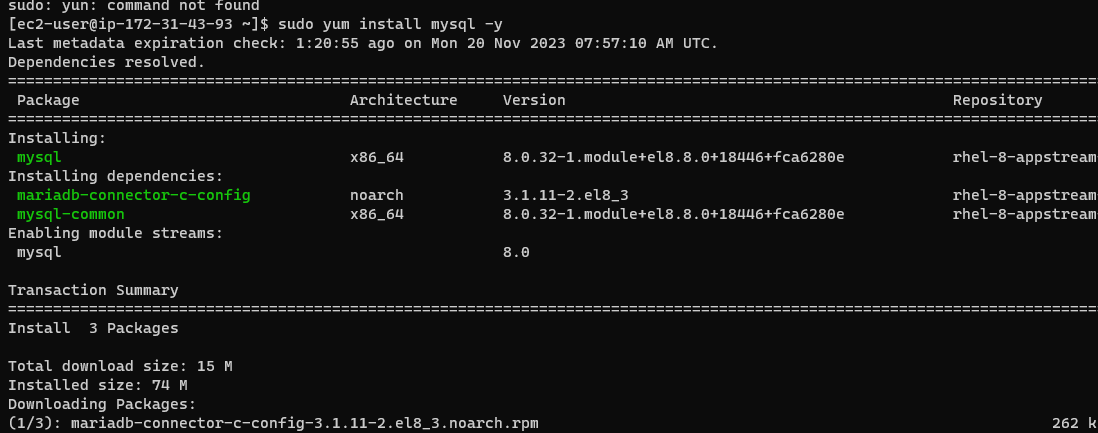 sudo: yun: command not found
[ec2-user@ip-172-31-43-93 ~]$ sudo yum install mysql -y
Last metadata expiration check: 1:20:55 ago on Mon 20 Nov 2023 07:57:10 AM UTC.
Dependencies resolved.
================================================================================================================================
Package Architecture Version Repository
================================================================================================================================
Installing:
mysql x86_64 8.0.32-1.module+el8.8.0+18446+fca6280e rhel-8-appstream
Installing dependencies:
mariadb-connector-c-config noarch 3.1.11-2.el8_3 rhel-8-appstream
mysql-common x86_64 8.0.32-1.module+el8.8.0+18446+fca6280e rhel-8-appstream
Enabling module streams:
mysql 8.0
Transaction Summary
================================================================================================================================
Install 3 Packages
Total download size: 15 M
Installed size: 74 M
Downloading Packages:
(1/3): mariadb-connector-c-config-3.1.11-2.el8_3.noarch.rpm 262 k